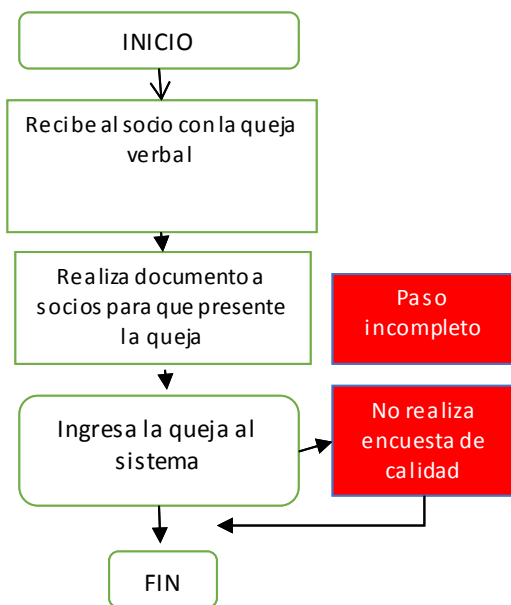 INICIO
Recibe al socio con la queja
verbal
Realiza documento a
socios para que presente
la queja
Paso
incompleto
Ingresa la queja al
sistema
No realiza
encuesta de
calidad
FIN